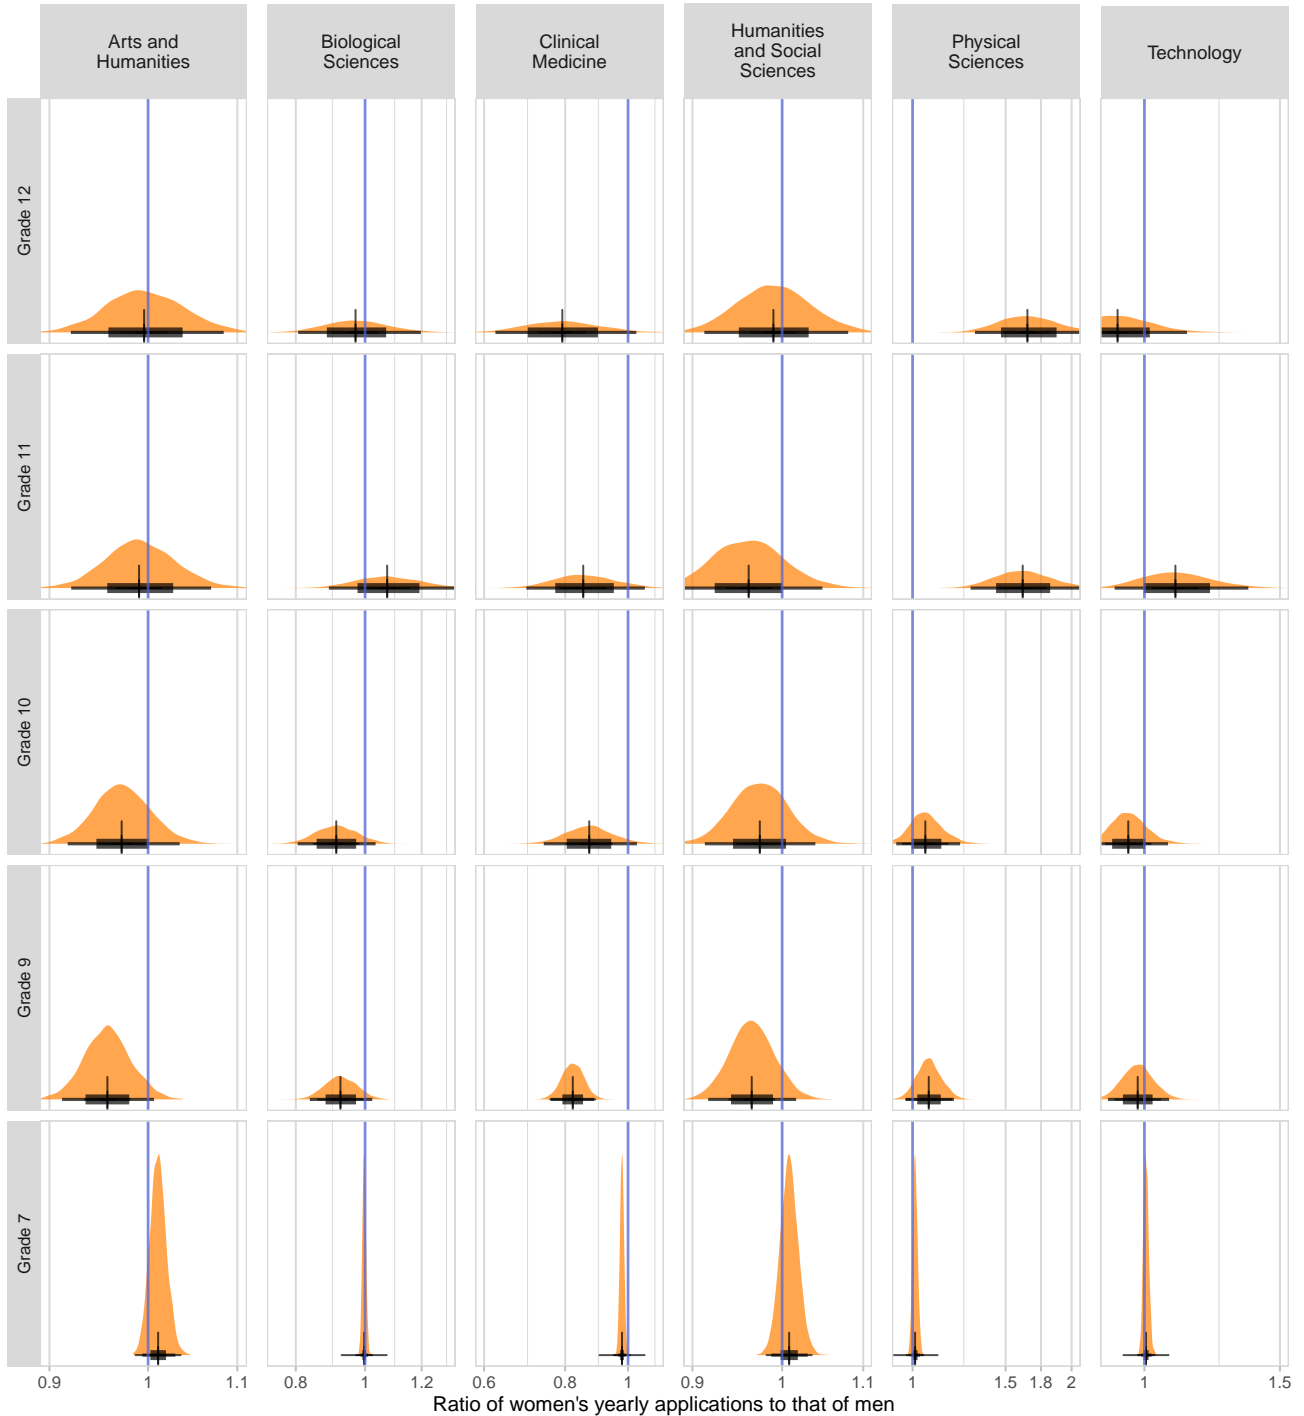 Arts and
Humanities
Biological
Sciences
Clinical
Medicine
Humanities
and Social
Sciences
Physical
Sciences
Technology
Grade 12
Grade 11
Grade 10
Grade 9
Grade 7
0.9 1 1.1 0.8 1 1.2 0.6 0.8 1 0.9 1 1.1 1 1.5 1.8 2 1 1.5
Ratio of women's yearly applications to that of men